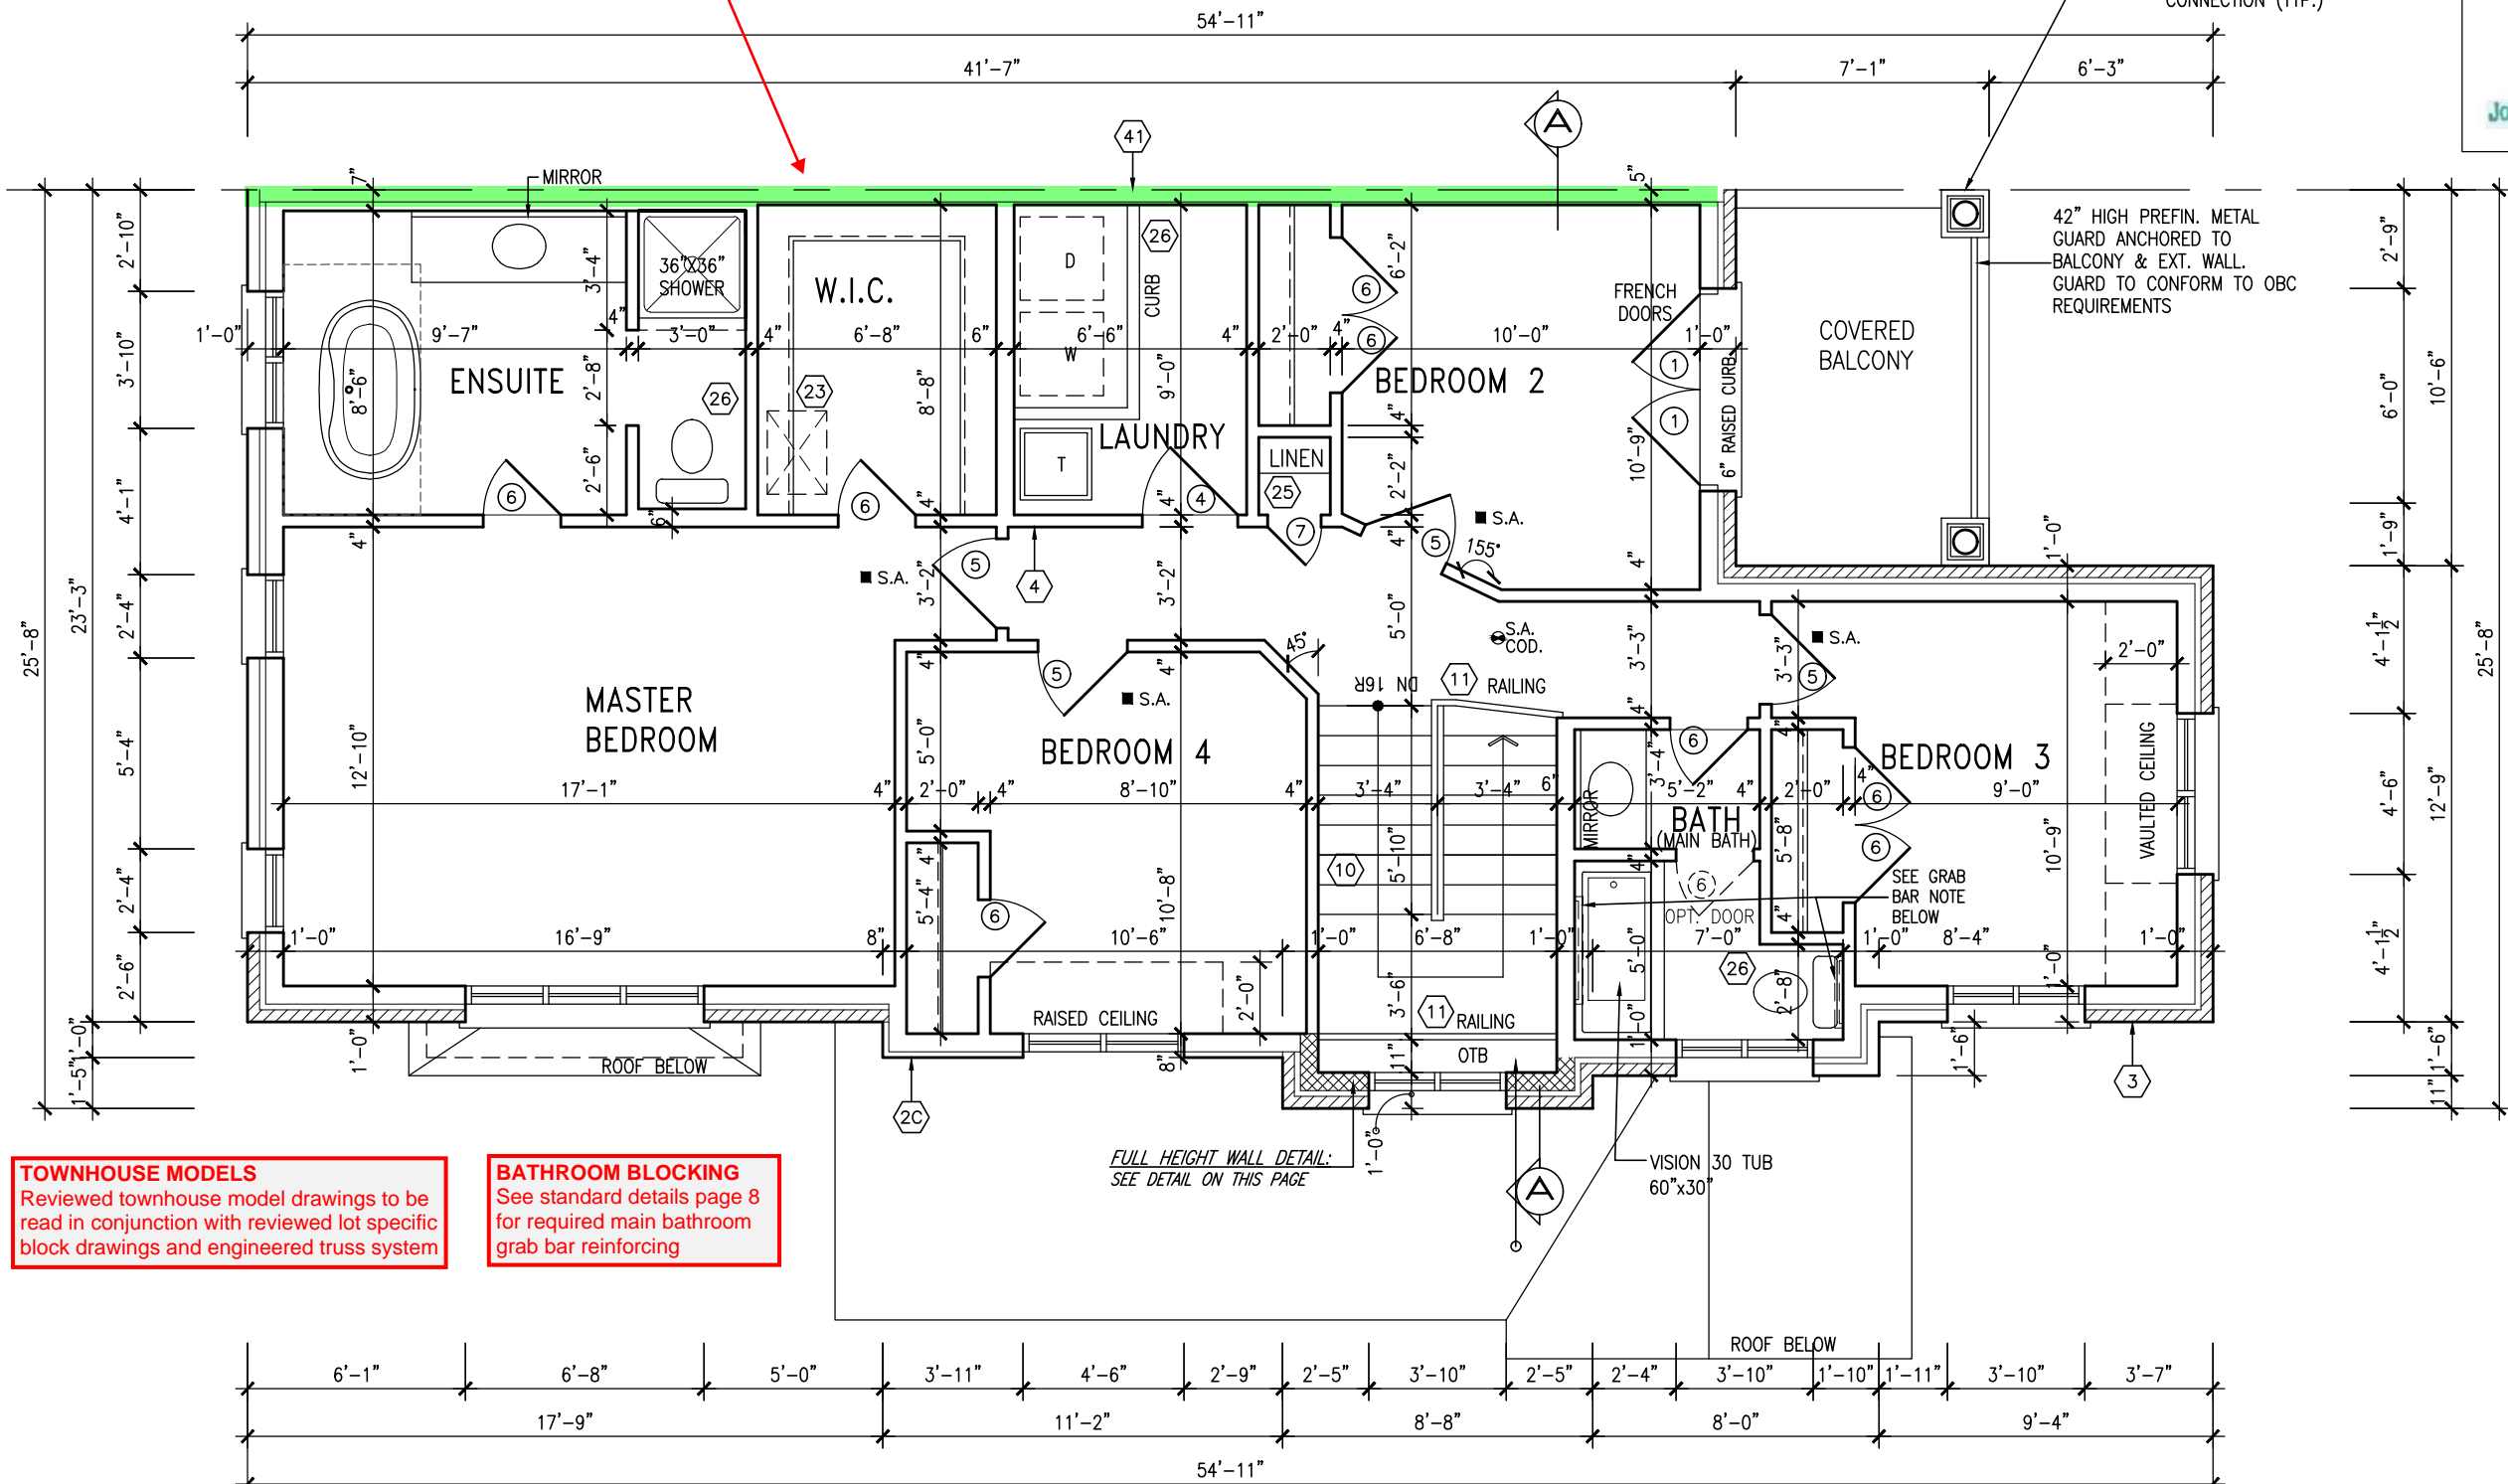 CONNECTION (TYP.)
54'-11"
41'-7"
7'-1"
6'-3"
A
41
MIRROR
7"
5"
42" HIGH PREFIN. METAL
GUARD ANCHORED TO
BALCONY & EXT. WALL.
GUARD TO CONFORM TO OBC
REQUIREMENTS
2'-10"
3'-10"
4'-1"
2'-4"
5'-4"
2'-4"
2'-6"
1'-0"
1'-5"
23'-3"
25'-8"
36"X36"
SHOWER
3'-4"
4"
W.I.C.
D
W
T
CURB
26
6'-2"
FRENCH
DOORS
COVERED
BALCONY
1'-0"
9'-7"
3'-0"
4"
6'-8"
6"
6'-6"
4"
2'-0"
4"
10'-0"
1'-0"
ENSUITE
8'-6"
2'-8"
2'-6"
26
23
8'-8"
9'-0"
LAUNDRY
BEDROOM 2
6
6
1
1
6" RAISED CURB
10'-9"
4"
2'-2"
4"
LINEN
25
6
6"
6
4
7
5
155°
S.A.
4"
4"
4"
4"
2'-9"
6'-0"
1'-9"
10'-6"
4'-1 1/2"
4'-6"
4'-1 1/2"
12'-9"
1'-6"
11"
25'-8"
S.A.
5
4
3'-2"
3'-2"
5'-0"
S.A.
COD.
3'-3"
3'-3"
S.A.
5
2'-0"
1'-0"
45°
DN 16R
11
RAILING
MASTER
BEDROOM
12'-10"
17'-1"
4"
4"
5
S.A.
4"
BEDROOM 4
5'-0"
2'-0"
4"
8'-10"
4"
3'-4"
3'-4"
6"
4"
6
3'-4"
5'-2"
4"
4"
2'-0"
4"
BEDROOM 3
6
6
9'-0"
VAULTED CEILING
MIRROR
BATH
(MAIN BATH)
5'-8"
10'-9"
10
5'-10"
4"
6
OPT. DOOR
4"
SEE GRAB
BAR NOTE
BELOW
4"
5'-4"
6
10'-8"
1'-0"
16'-9"
8"
10'-6"
1'-0"
6'-8"
1'-0"
7'-0"
1'-0"
8'-4"
1'-0"
5'-0"
26
2'-8"
1'-0"
RAISED CEILING
2'-0"
3'-6"
11
RAILING
OTB
11"
1'-0"
8"
1'-0"
ROOF BELOW
2C
1'-6"
3
FULL HEIGHT WALL DETAIL:
SEE DETAIL ON THIS PAGE
1'-0"
A
VISION 30 TUB
60"x30"
TOWNHOUSE MODELS
Reviewed townhouse model drawings to be
read in conjunction with reviewed lot specific
block drawings and engineered truss system
BATHROOM BLOCKING
See standard details page 8
for required main bathroom
grab bar reinforcing
ROOF BELOW
6'-1"
6'-8"
5'-0"
3'-11"
4'-6"
2'-9"
2'-5"
3'-10"
2'-5"
2'-4"
3'-10"
1'-10"
1'-11"
3'-10"
3'-7"
17'-9"
11'-2"
8'-8"
8'-0"
9'-4"
54'-11"